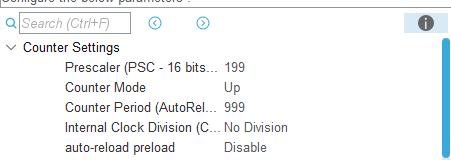 Configure the below parameters :
Search (Ctrl+F)
Counter Settings
Prescaler (PSC - 16 bits... 199
Counter Mode Up
Counter Period (AutoRel... 999
Internal Clock Division (C... No Division
auto-reload preload Disable